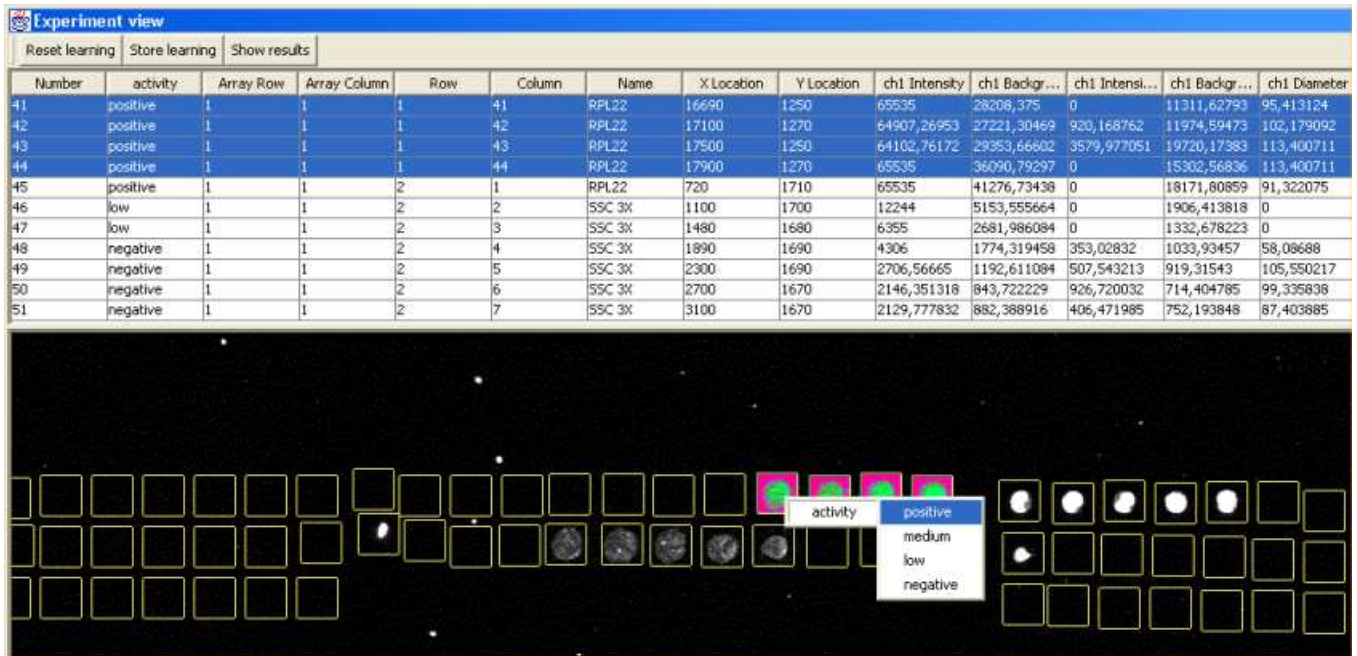 Experiment view
Reset learning Store learning Show results
Number activity Array Row Array Column Row Column Name X Location Y Location ch1 Intensity ch1 Backgr... ch1 Intensi... ch1 Backgr... ch1 Diameter
41 positive 1 1 1 41 RPL22 16690 1250 65535 28208,375 0 11311,62793 95,413124
42 positive 1 1 1 42 RPL22 17100 1270 64907,26953 27221,30469 920,168762 11974,59473 102,179092
43 positive 1 1 1 43 RPL22 17500 1250 64102,76172 29353,66602 3579,977051 19720,17383 113,400711
44 positive 1 1 1 44 RPL22 17900 1270 65535 36090,79297 0 15302,56836 113,400711
45 positive 1 1 2 1 RPL22 720 1710 65535 41276,73438 0 18171,80859 91,322075
46 low 1 1 2 2 SSC 3X 1100 1700 12244 5153,555664 0 1906,413818 0
47 low 1 1 2 3 SSC 3X 1480 1680 6355 2681,986084 0 1332,678223 0
48 negative 1 1 2 4 SSC 3X 1890 1690 4306 1774,319458 353,02832 1033,93457 58,08688
49 negative 1 1 2 5 SSC 3X 2300 1690 2706,56665 1192,611084 507,543213 919,31543 105,550217
50 negative 1 1 2 6 SSC 3X 2700 1670 2146,351318 843,722229 926,720032 714,404785 99,335838
51 negative 1 1 2 7 SSC 3X 3100 1670 2129,777832 882,388916 406,471985 752,193848 87,403885
activity positive
medium
low
negative